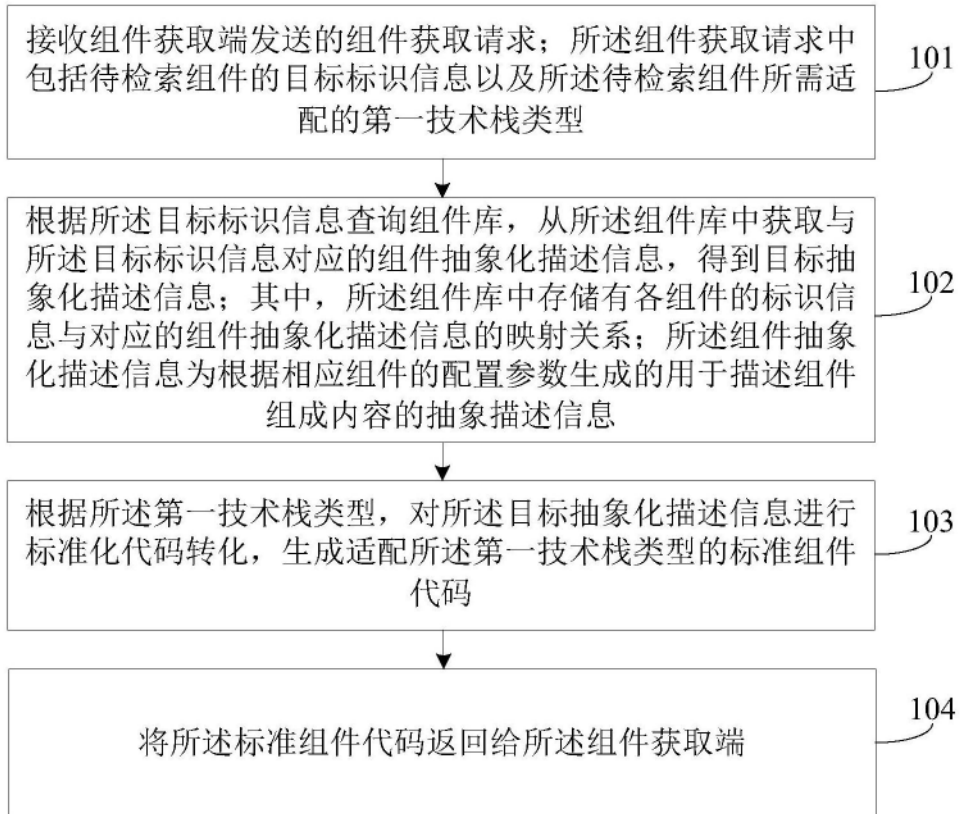 接收组件获取端发送的组件获取请求；所述组件获取请求中
包括待检索组件的目标标识信息以及所述待检索组件所需适
配的第一技术栈类型
101
根据所述目标标识信息查询组件库，从所述组件库中获取与
所述目标标识信息对应的组件抽象化描述信息，得到目标抽
象化描述信息；其中，所述组件库中存储有各组件的标识信
息与对应的组件抽象化描述信息的映射关系；所述组件抽象
化描述信息为根据相应组件的配置参数生成的用于描述组件
组成内容的抽象描述信息
102
根据所述第一技术栈类型，对所述目标抽象化描述信息进行
标准化代码转化，生成适配所述第一技术栈类型的标准组件
代码
103
将所述标准组件代码返回给所述组件获取端
104